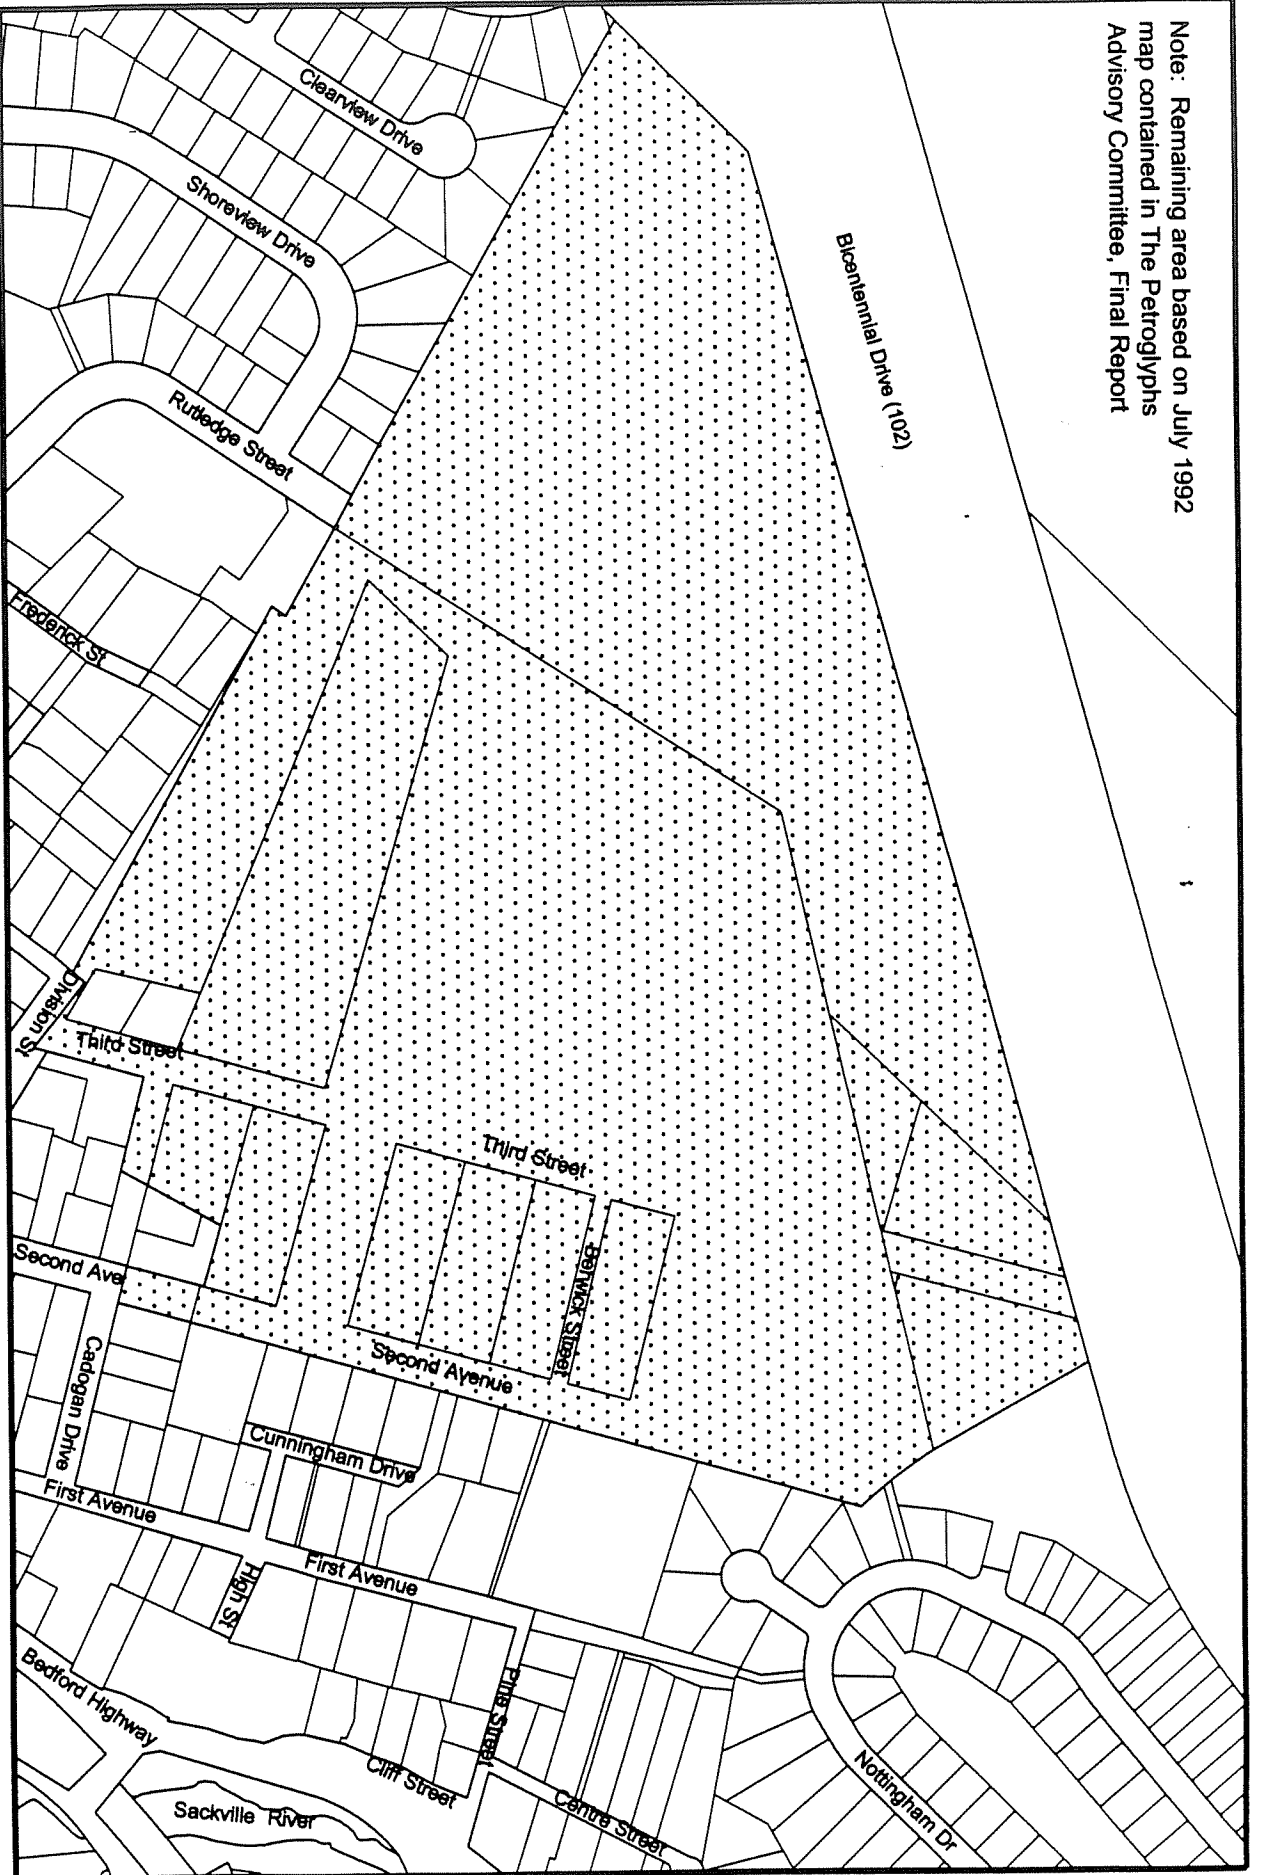 Note: Remaining area based on July 1992
map contained in The Petroglyphs
Advisory Committee, Final Report
Bicentennial Drive (102)
Clearview Drive
Shoreview Drive
Rutledge Street
Frederick St
Division St
Third Street
Third Street
Berwick Street
Second Ave
Second Avenue
Cadogan Drive
Cunningham Drive
First Avenue
First Avenue
High St
Pine Street
Bedford Highway
Cliff Street
Centre Street
Nottingham Dr
Sackville River